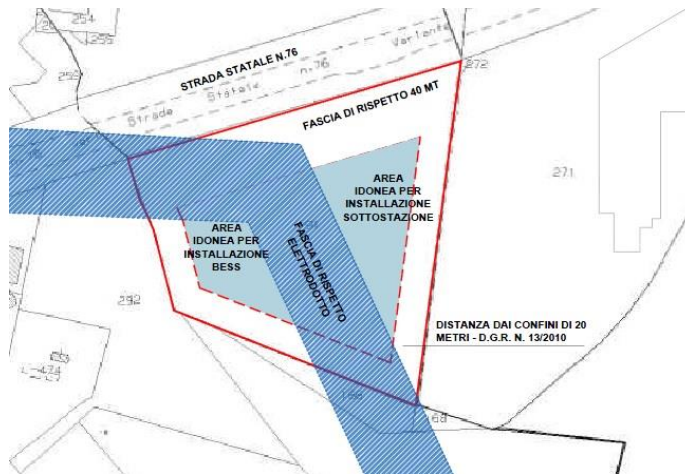 254
255
253
STRADA STATALE N.76
Strada Statale n.76 Variante
272
FASCIA DI RISPETTO 40 MT
271
AREA
IDONEA PER
INSTALLAZIONE
SOTTOSTAZIONE
AREA
IDONEA PER
INSTALLAZIONE
BESS
FASCIA DI RISPETTO
ELETTRODOTTO
292
DISTANZA DAI CONFINI DI 20
METRI - D.G.R. N. 13/2010
168